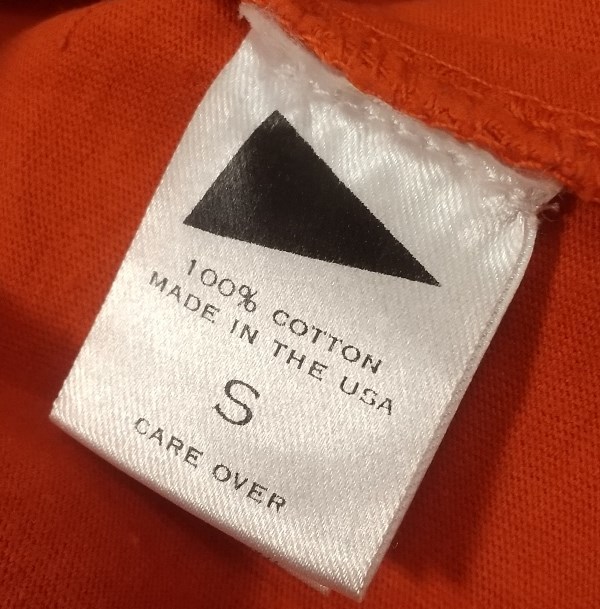 100% COTTON
MADE IN THE USA
S
CARE OVER